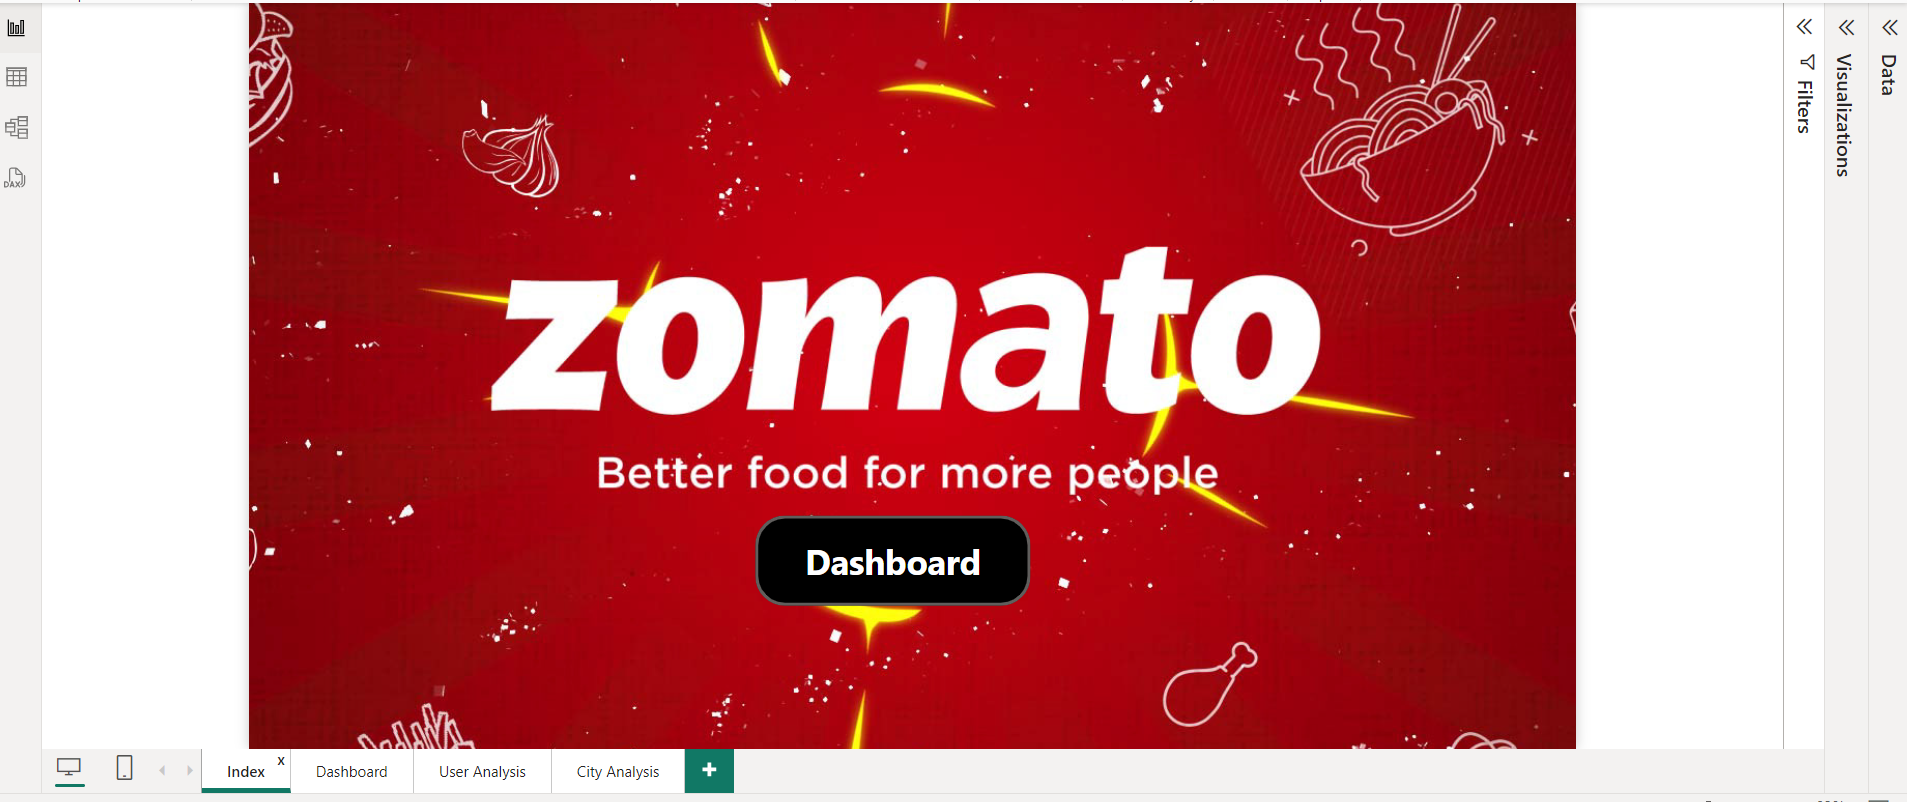 zomato
Better food for more people
Dashboard
Filters
Visualizations
Data
DAX
Index x
Dashboard
User Analysis
City Analysis
+